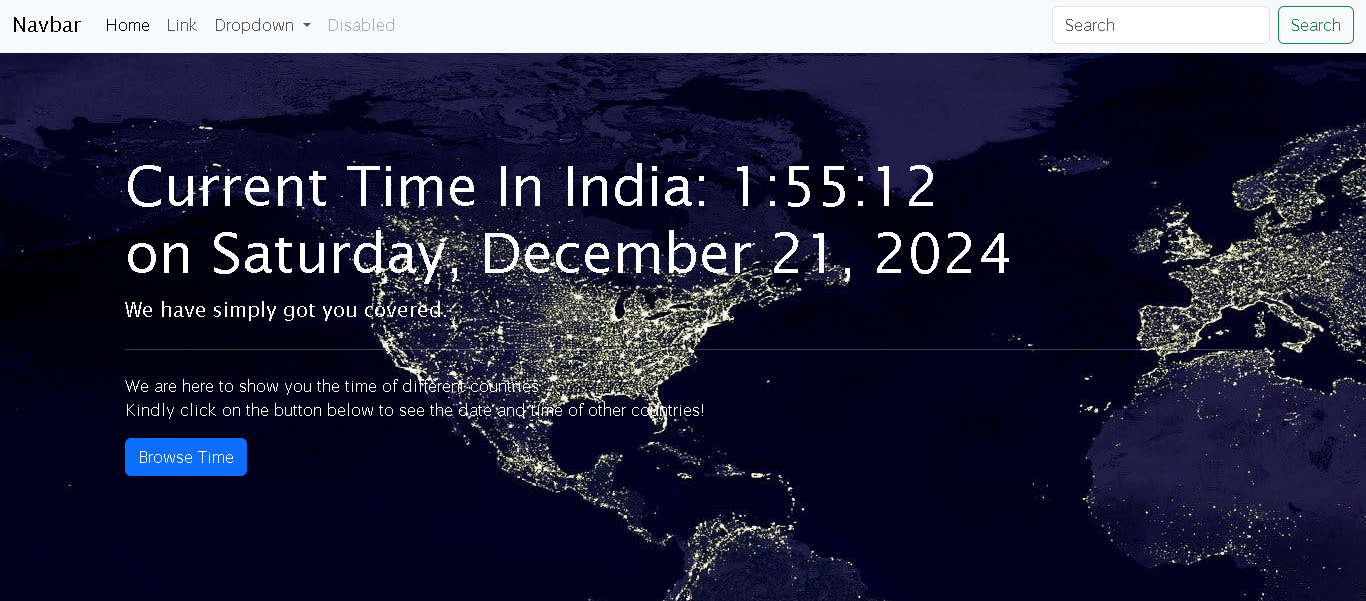 Navbar Home Link Dropdown Disabled Search Search
Current Time In India: 1:55:12
on Saturday, December 21, 2024
We have simply got you covered.
We are here to show you the time of different countries.
Kindly click on the button below to see the date and time of other countries!
Browse Time